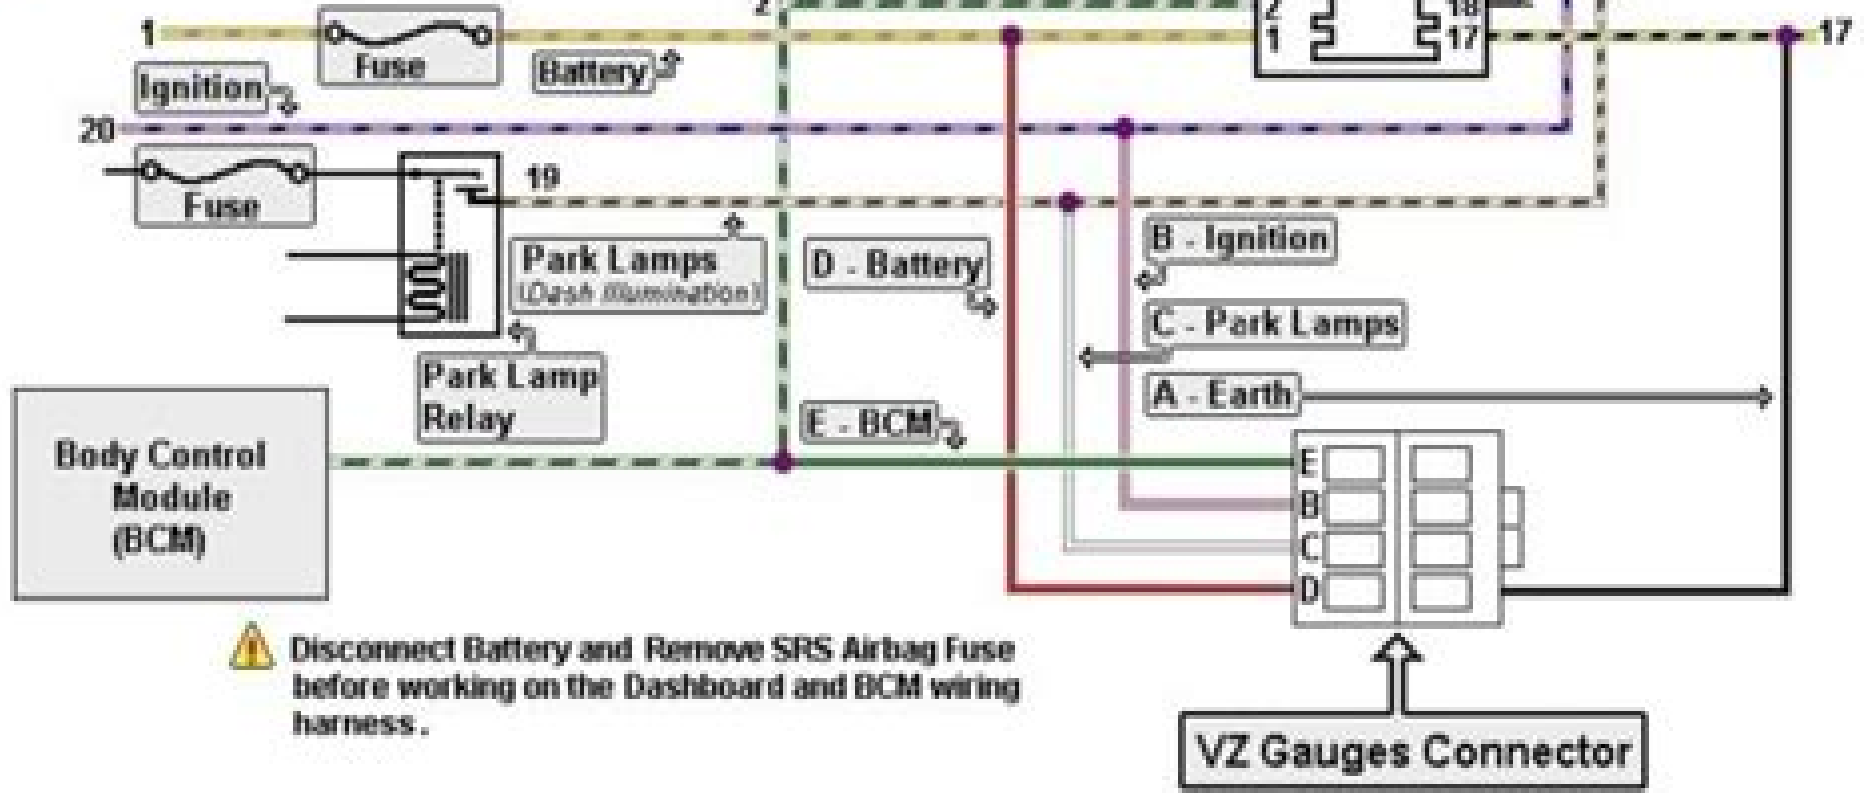 2
2
18
1
Fuse
Battery
1
17
17
Ignition
20
Fuse
19
Park Lamps
(Dash Illumination)
D - Battery
B - Ignition
C - Park Lamps
Park Lamp
Relay
A - Earth
E - BCM
Body Control
Module
(BCM)
E
B
C
D
Disconnect Battery and Remove SRS Airbag Fuse
before working on the Dashboard and BCM wiring
harness.
VZ Gauges Connector